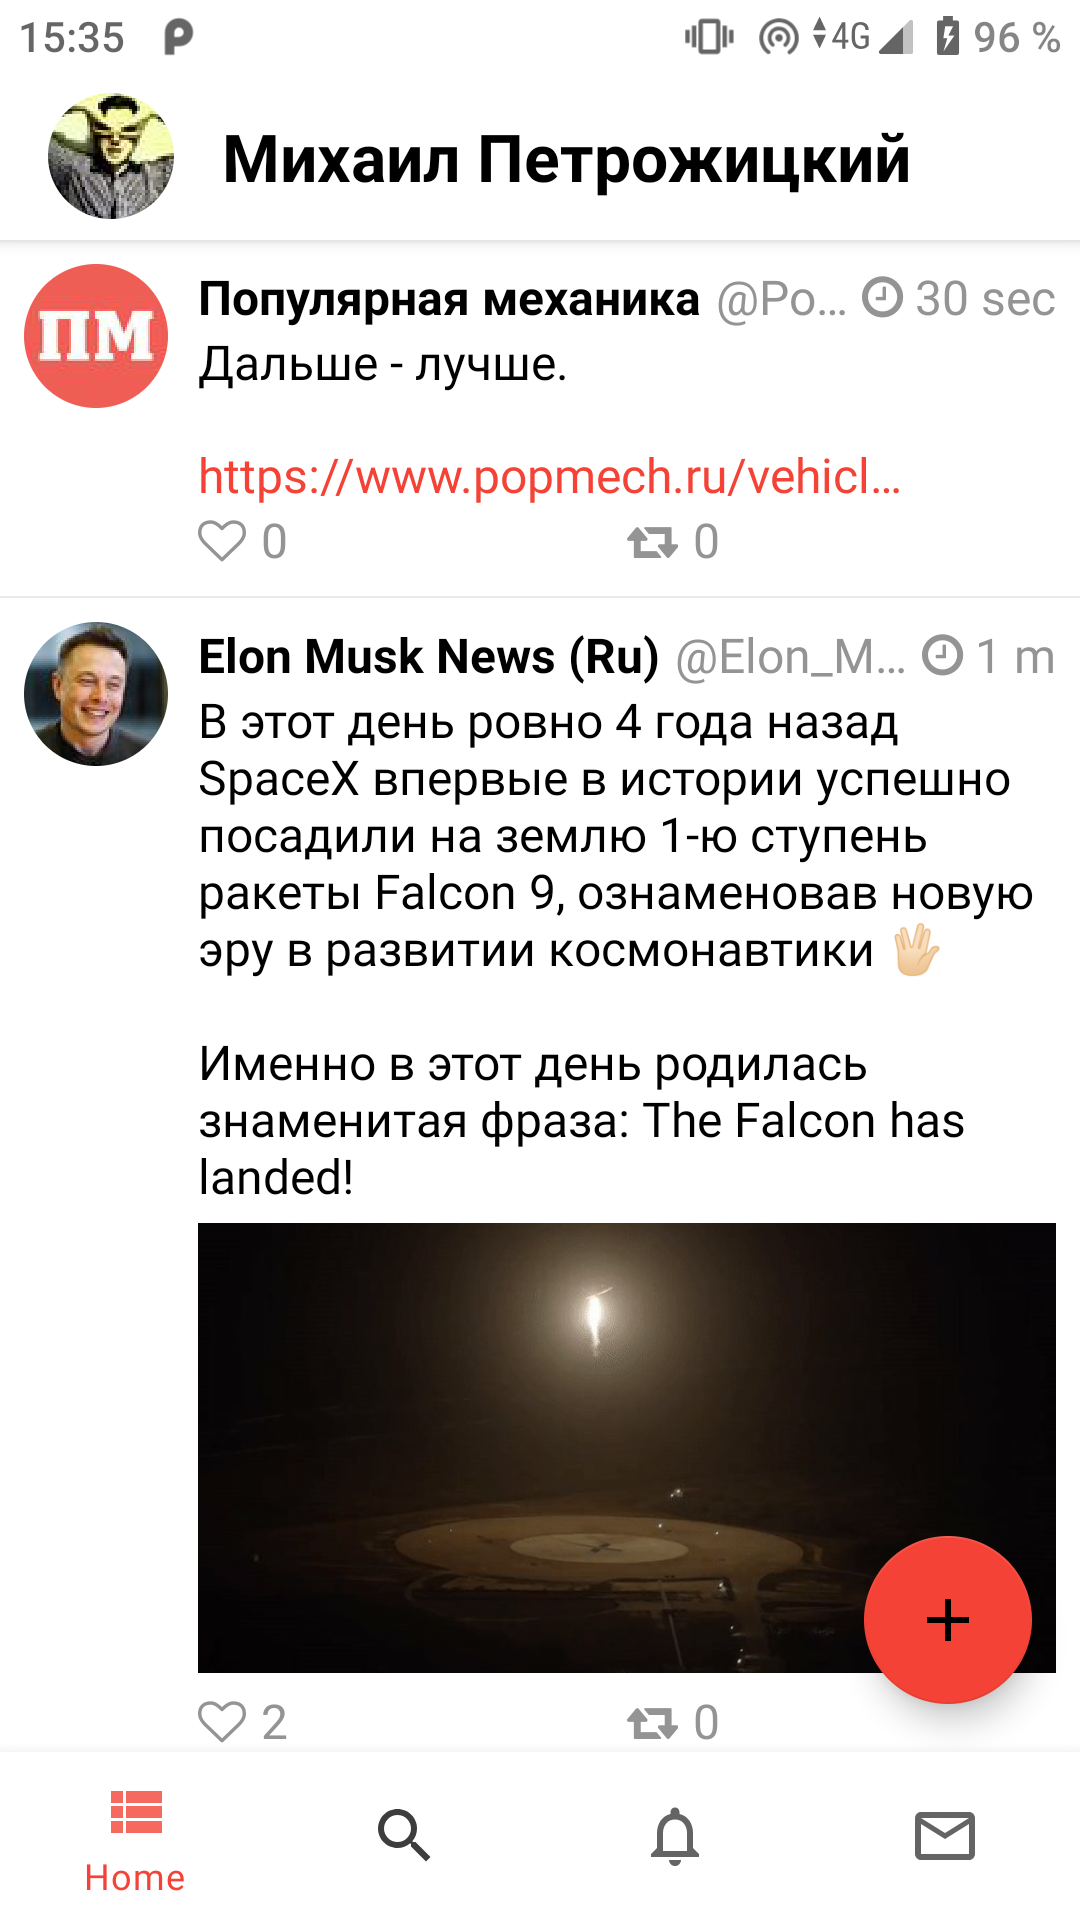 15:35 4G 96 %
Михаил Петрожицкий
ПМ
Популярная механика @Po... 30 sec
Дальше - лучше.
https://www.popmech.ru/vehicl...
0 0
Elon Musk News (Ru) @Elon_M... 1 m
В этот день ровно 4 года назад
SpaceX впервые в истории успешно
посадили на землю 1-ю ступень
ракеты Falcon 9, ознаменовав новую
эру в развитии космонавтики 🖖🏻
Именно в этот день родилась
знаменитая фраза: The Falcon has
landed!
2 0
Home